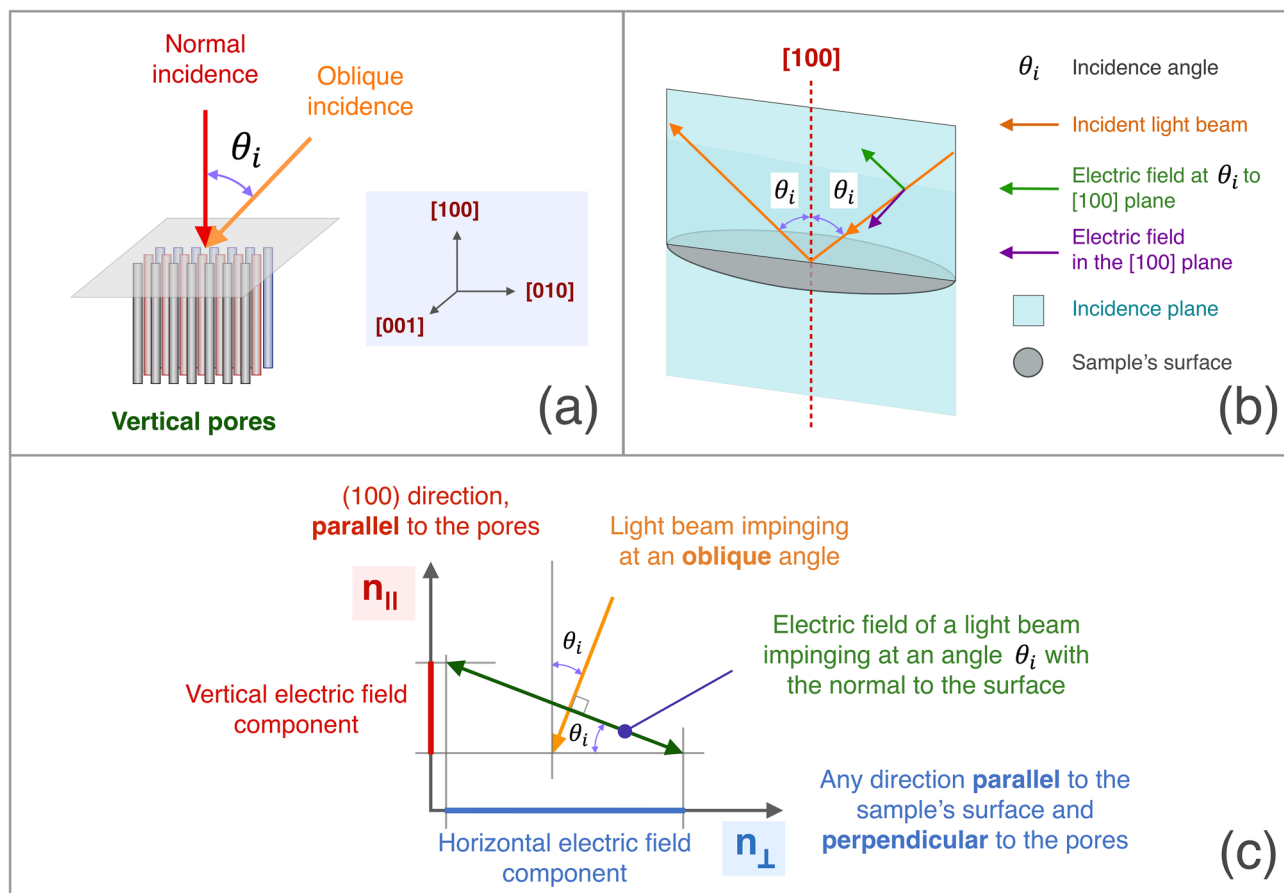 Normal
incidence
Oblique
incidence
θi
[100]
[010]
[001]
Vertical pores
(a)
[100]
θi
θi
θi Incidence angle
Incident light beam
Electric field at θi to
[100] plane
Electric field
in the [100] plane
Incidence plane
Sample's surface
(b)
(100) direction,
parallel to the pores
n||
Light beam impinging
at an oblique angle
θi
θi
Electric field of a light beam
impinging at an angle θi with
the normal to the surface
Vertical electric field
component
Horizontal electric field
component
n⊥
Any direction parallel to the
sample's surface and
perpendicular to the pores
(c)